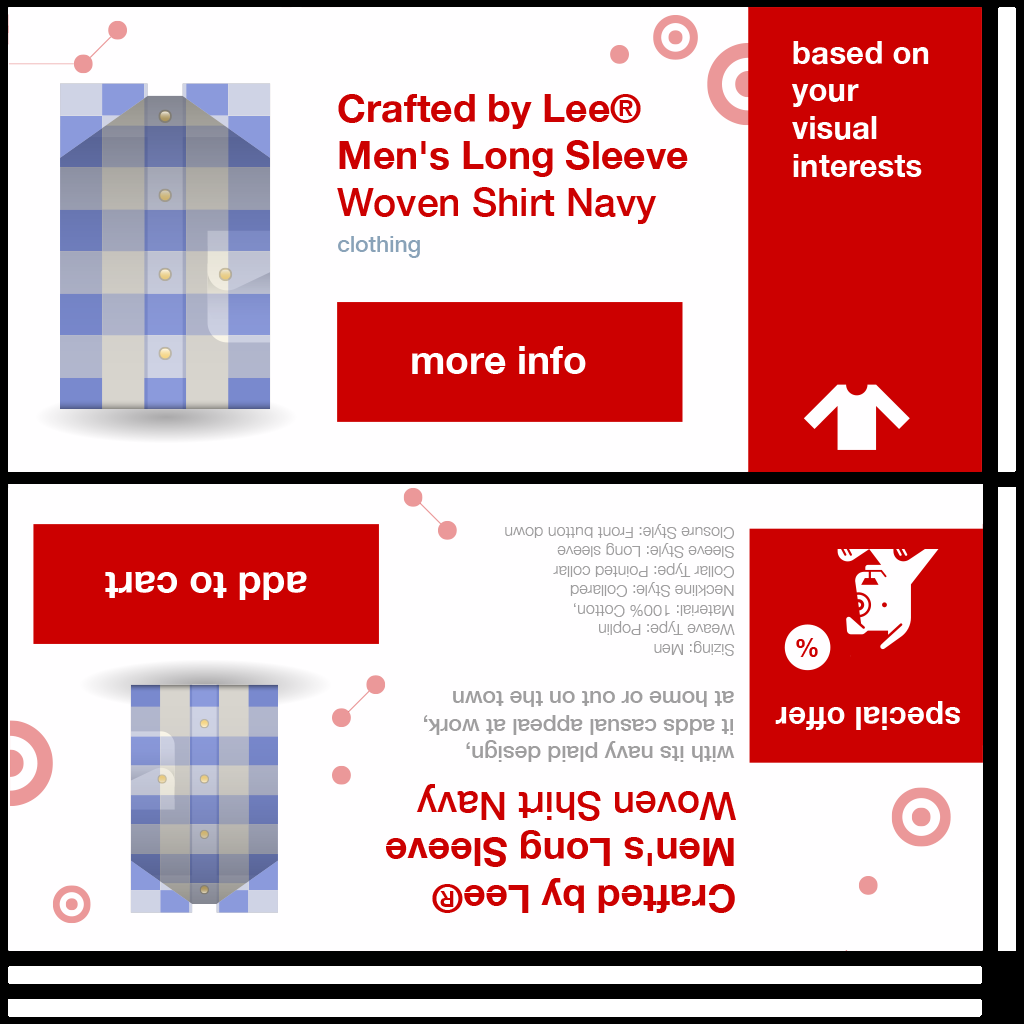 Crafted by Lee®
Men's Long Sleeve
Woven Shirt Navy
clothing
more info
based on
your
visual
interests
Crafted by Lee®
Men's Long Sleeve
Woven Shirt Navy
with its navy plaid design,
it adds casual appeal at work,
at home or out on the town
Sizing: Men
Weave Type: Poplin
Material: 100% Cotton,
Neckline Style: Collared
Collar Type: Pointed collar
Sleeve Style: Long sleeve
Closure Style: Front button down
special offer
%
add to cart